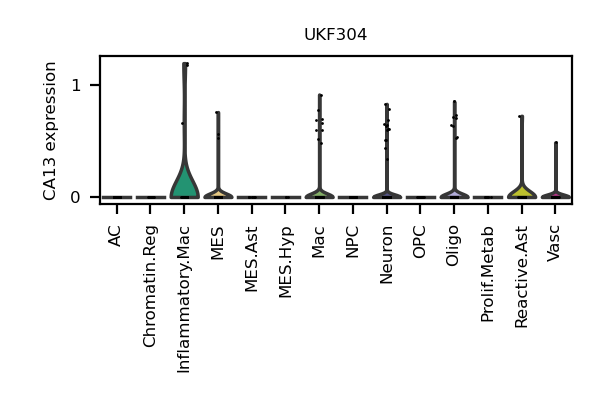 UKF304
CA13 expression
1
0
AC
Chromatin.Reg
Inflammatory.Mac
MES
MES.Ast
MES.Hyp
Mac
NPC
Neuron
OPC
Oligo
Prolif.Metab
Reactive.Ast
Vasc